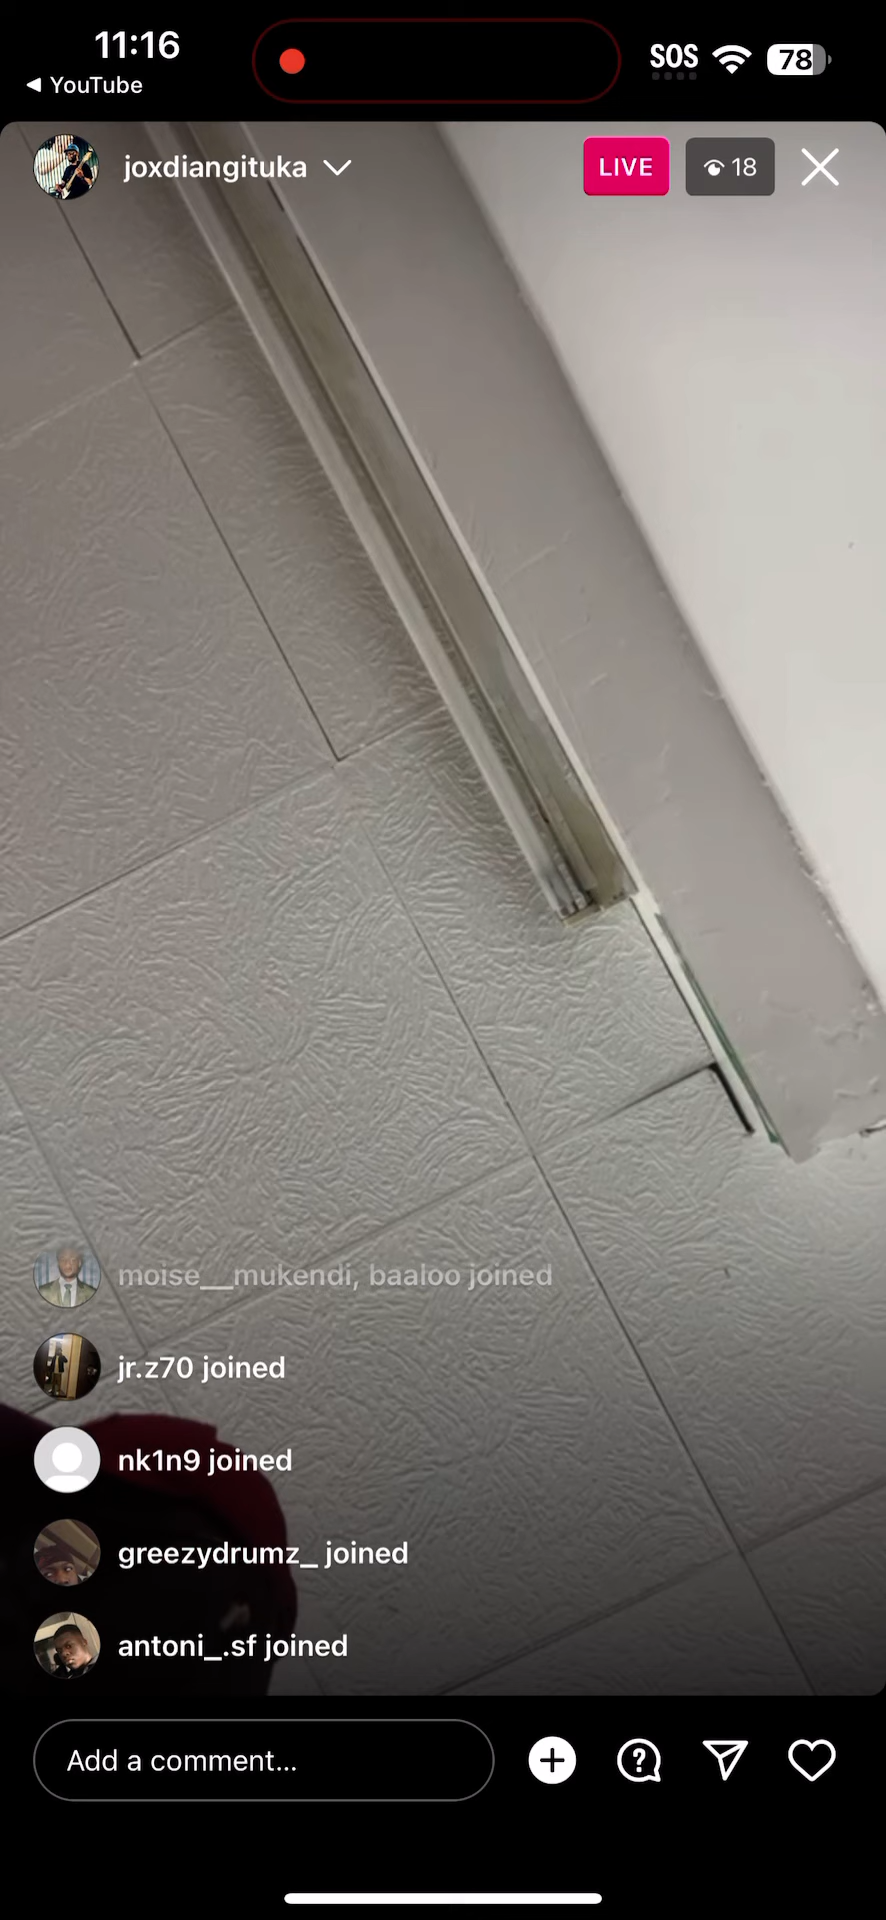 11:16
SOS
78
◀ YouTube
joxdiangituka
LIVE
18
moise__mukendi, baaloo joined
jr.z70 joined
nk1n9 joined
greezydrumz_ joined
antoni_.sf joined
Add a comment...